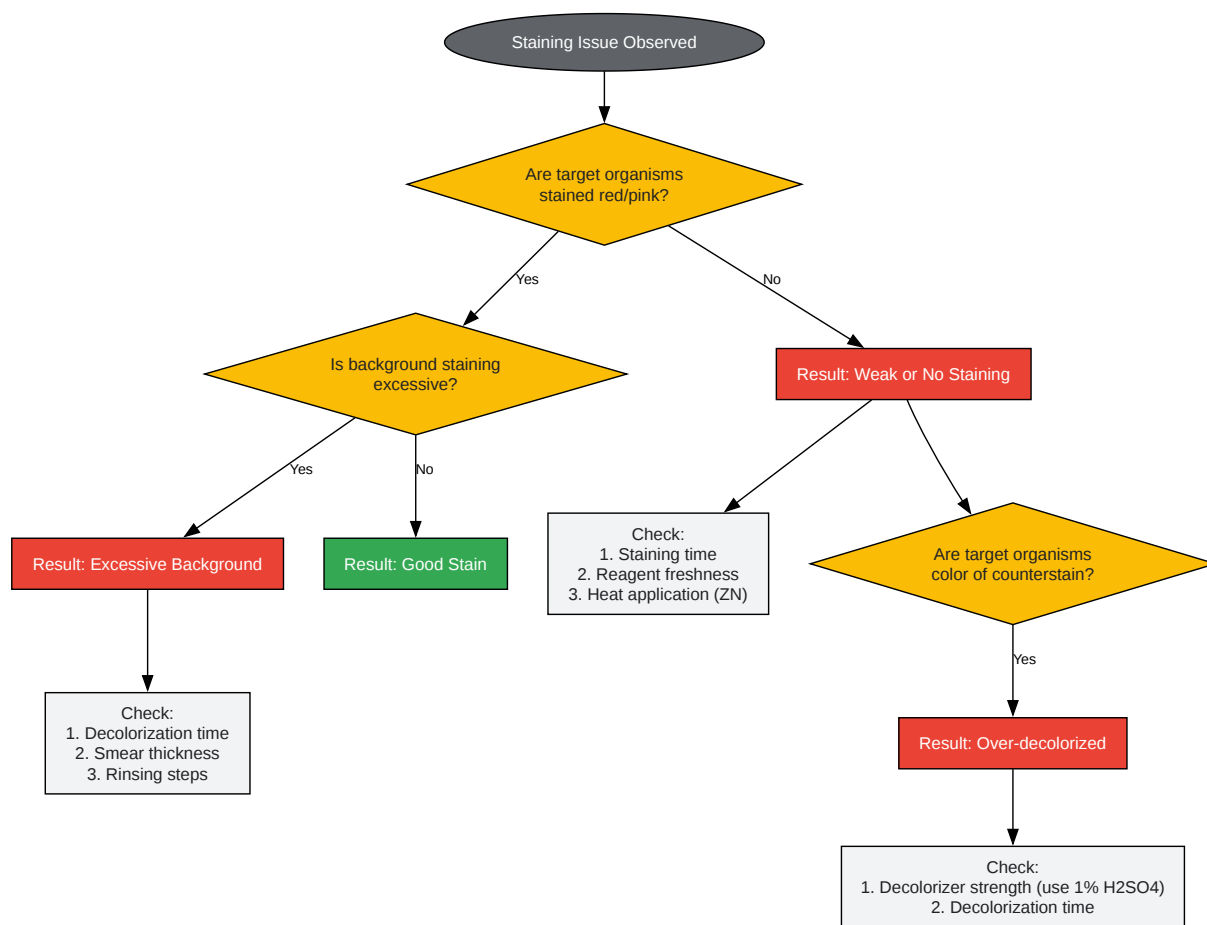 Staining Issue Observed
Are target organisms
stained red/pink?
Yes
No
Is background staining
excessive?
Result: Weak or No Staining
Yes
No
Result: Excessive Background
Result: Good Stain
Check:
1. Staining time
2. Reagent freshness
3. Heat application (ZN)
Are target organisms
color of counterstain?
Yes
Check:
1. Decolorization time
2. Smear thickness
3. Rinsing steps
Result: Over-decolorized
Check:
1. Decolorizer strength (use 1% H2SO4)
2. Decolorization time